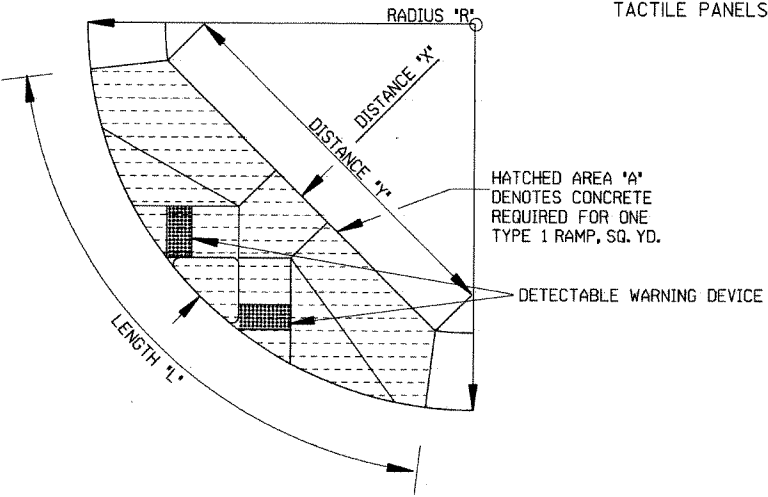 RADIUS "R"
TACTILE PANELS
DISTANCE "X"
DISTANCE "Y"
HATCHED AREA "A"
DENOTES CONCRETE
REQUIRED FOR ONE
TYPE 1 RAMP, SQ. YD.
DETECTABLE WARNING DEVICE
LENGTH "L"